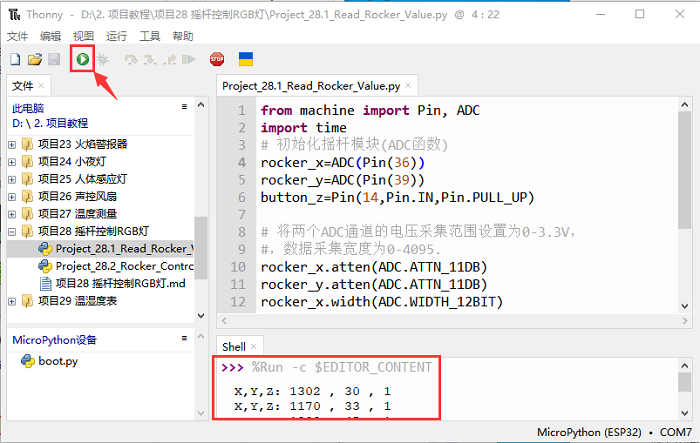 Thonny - D:\2. 项目教程\项目28 摇杆控制RGB灯\Project_28.1_Read_Rocker_Value.py @ 4 : 22
文件 编辑 视图 运行 工具 帮助
STOP
文件 ×
此电脑
D: \ 2. 项目教程
项目23 火焰警报器
项目24 小夜灯
项目25 人体感应灯
项目26 声控风扇
项目27 温度测量
项目28 摇杆控制RGB灯
Project_28.1_Read_Rocker_V
Project_28.2_Rocker_Contro
项目28 摇杆控制RGB灯.md
项目29 温湿度表
MicroPython设备
boot.py
Project_28.1_Read_Rocker_Value.py ×
1 from machine import Pin, ADC
2 import time
3 # 初始化摇杆模块(ADC函数)
4 rocker_x=ADC(Pin(36))
5 rocker_y=ADC(Pin(39))
6 button_z=Pin(14,Pin.IN,Pin.PULL_UP)
7
8 # 将两个ADC通道的电压采集范围设置为0-3.3V，
9 #，数据采集宽度为0-4095.
10 rocker_x.atten(ADC.ATTN_11DB)
11 rocker_y.atten(ADC.ATTN_11DB)
12 rocker_x.width(ADC.WIDTH_12BIT)
Shell ×
>>> %Run -c $EDITOR_CONTENT
X,Y,Z: 1302 , 30 , 1
X,Y,Z: 1170 , 33 , 1
MicroPython (ESP32) • COM7